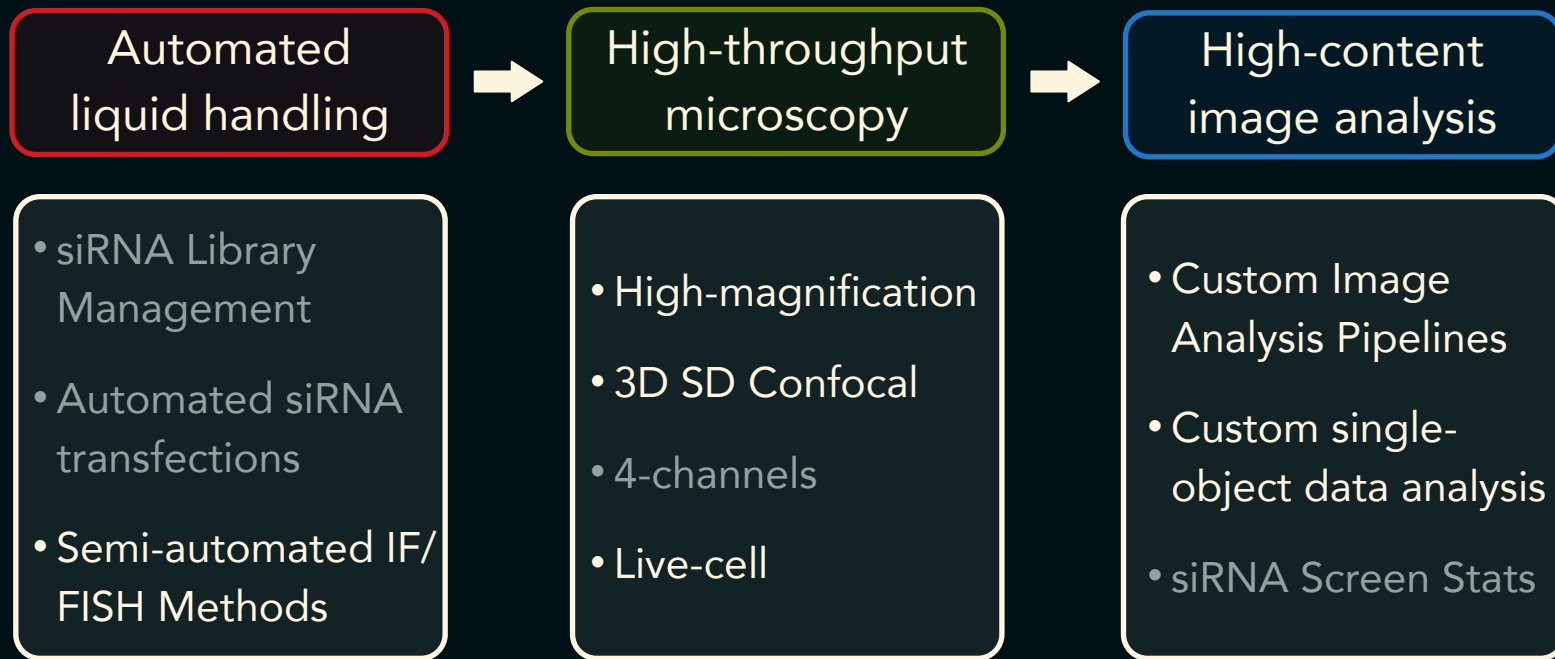 Automated
liquid handling
High-throughput
microscopy
High-content
image analysis
• siRNA Library
Management
• Automated siRNA
transfections
• Semi-automated IF/
FISH Methods
• High-magnification
• 3D SD Confocal
• 4-channels
• Live-cell
• Custom Image
Analysis Pipelines
• Custom single-
object data analysis
• siRNA Screen Stats